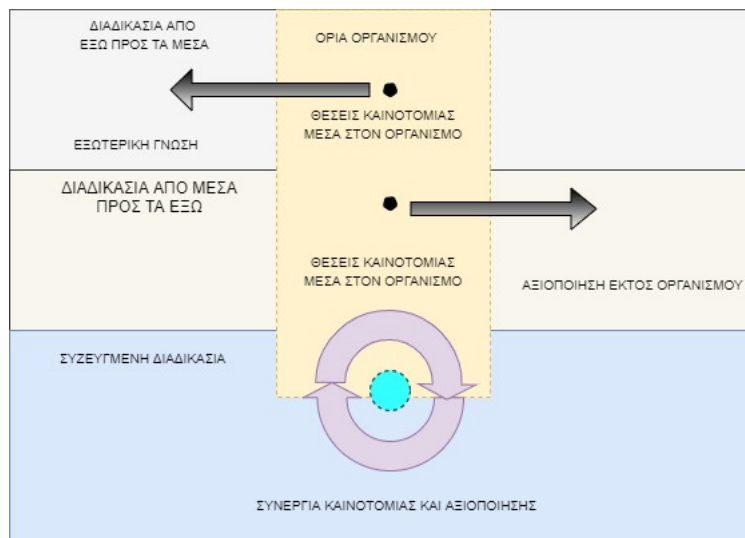 ΔΙΑΔΙΚΑΣΙΑ ΑΠΟ
ΕΞΩ ΠΡΟΣ ΤΑ ΜΕΣΑ
ΟΡΙΑ ΟΡΓΑΝΙΣΜΟΥ
ΘΕΣΕΙΣ ΚΑΙΝΟΤΟΜΙΑΣ
ΜΕΣΑ ΣΤΟΝ ΟΡΓΑΝΙΣΜΟ
ΕΞΩΤΕΡΙΚΗ ΓΝΩΣΗ
ΔΙΑΔΙΚΑΣΙΑ ΑΠΟ ΜΕΣΑ
ΠΡΟΣ ΤΑ ΕΞΩ
ΘΕΣΕΙΣ ΚΑΙΝΟΤΟΜΙΑΣ
ΜΕΣΑ ΣΤΟΝ ΟΡΓΑΝΙΣΜΟ
ΑΞΙΟΠΟΙΗΣΗ ΕΚΤΟΣ ΟΡΓΑΝΙΣΜΟΥ
ΣΥΖΕΥΓΜΕΝΗ ΔΙΑΔΙΚΑΣΙΑ
ΣΥΝΕΡΓΙΑ ΚΑΙΝΟΤΟΜΙΑΣ ΚΑΙ ΑΞΙΟΠΟΙΗΣΗΣ